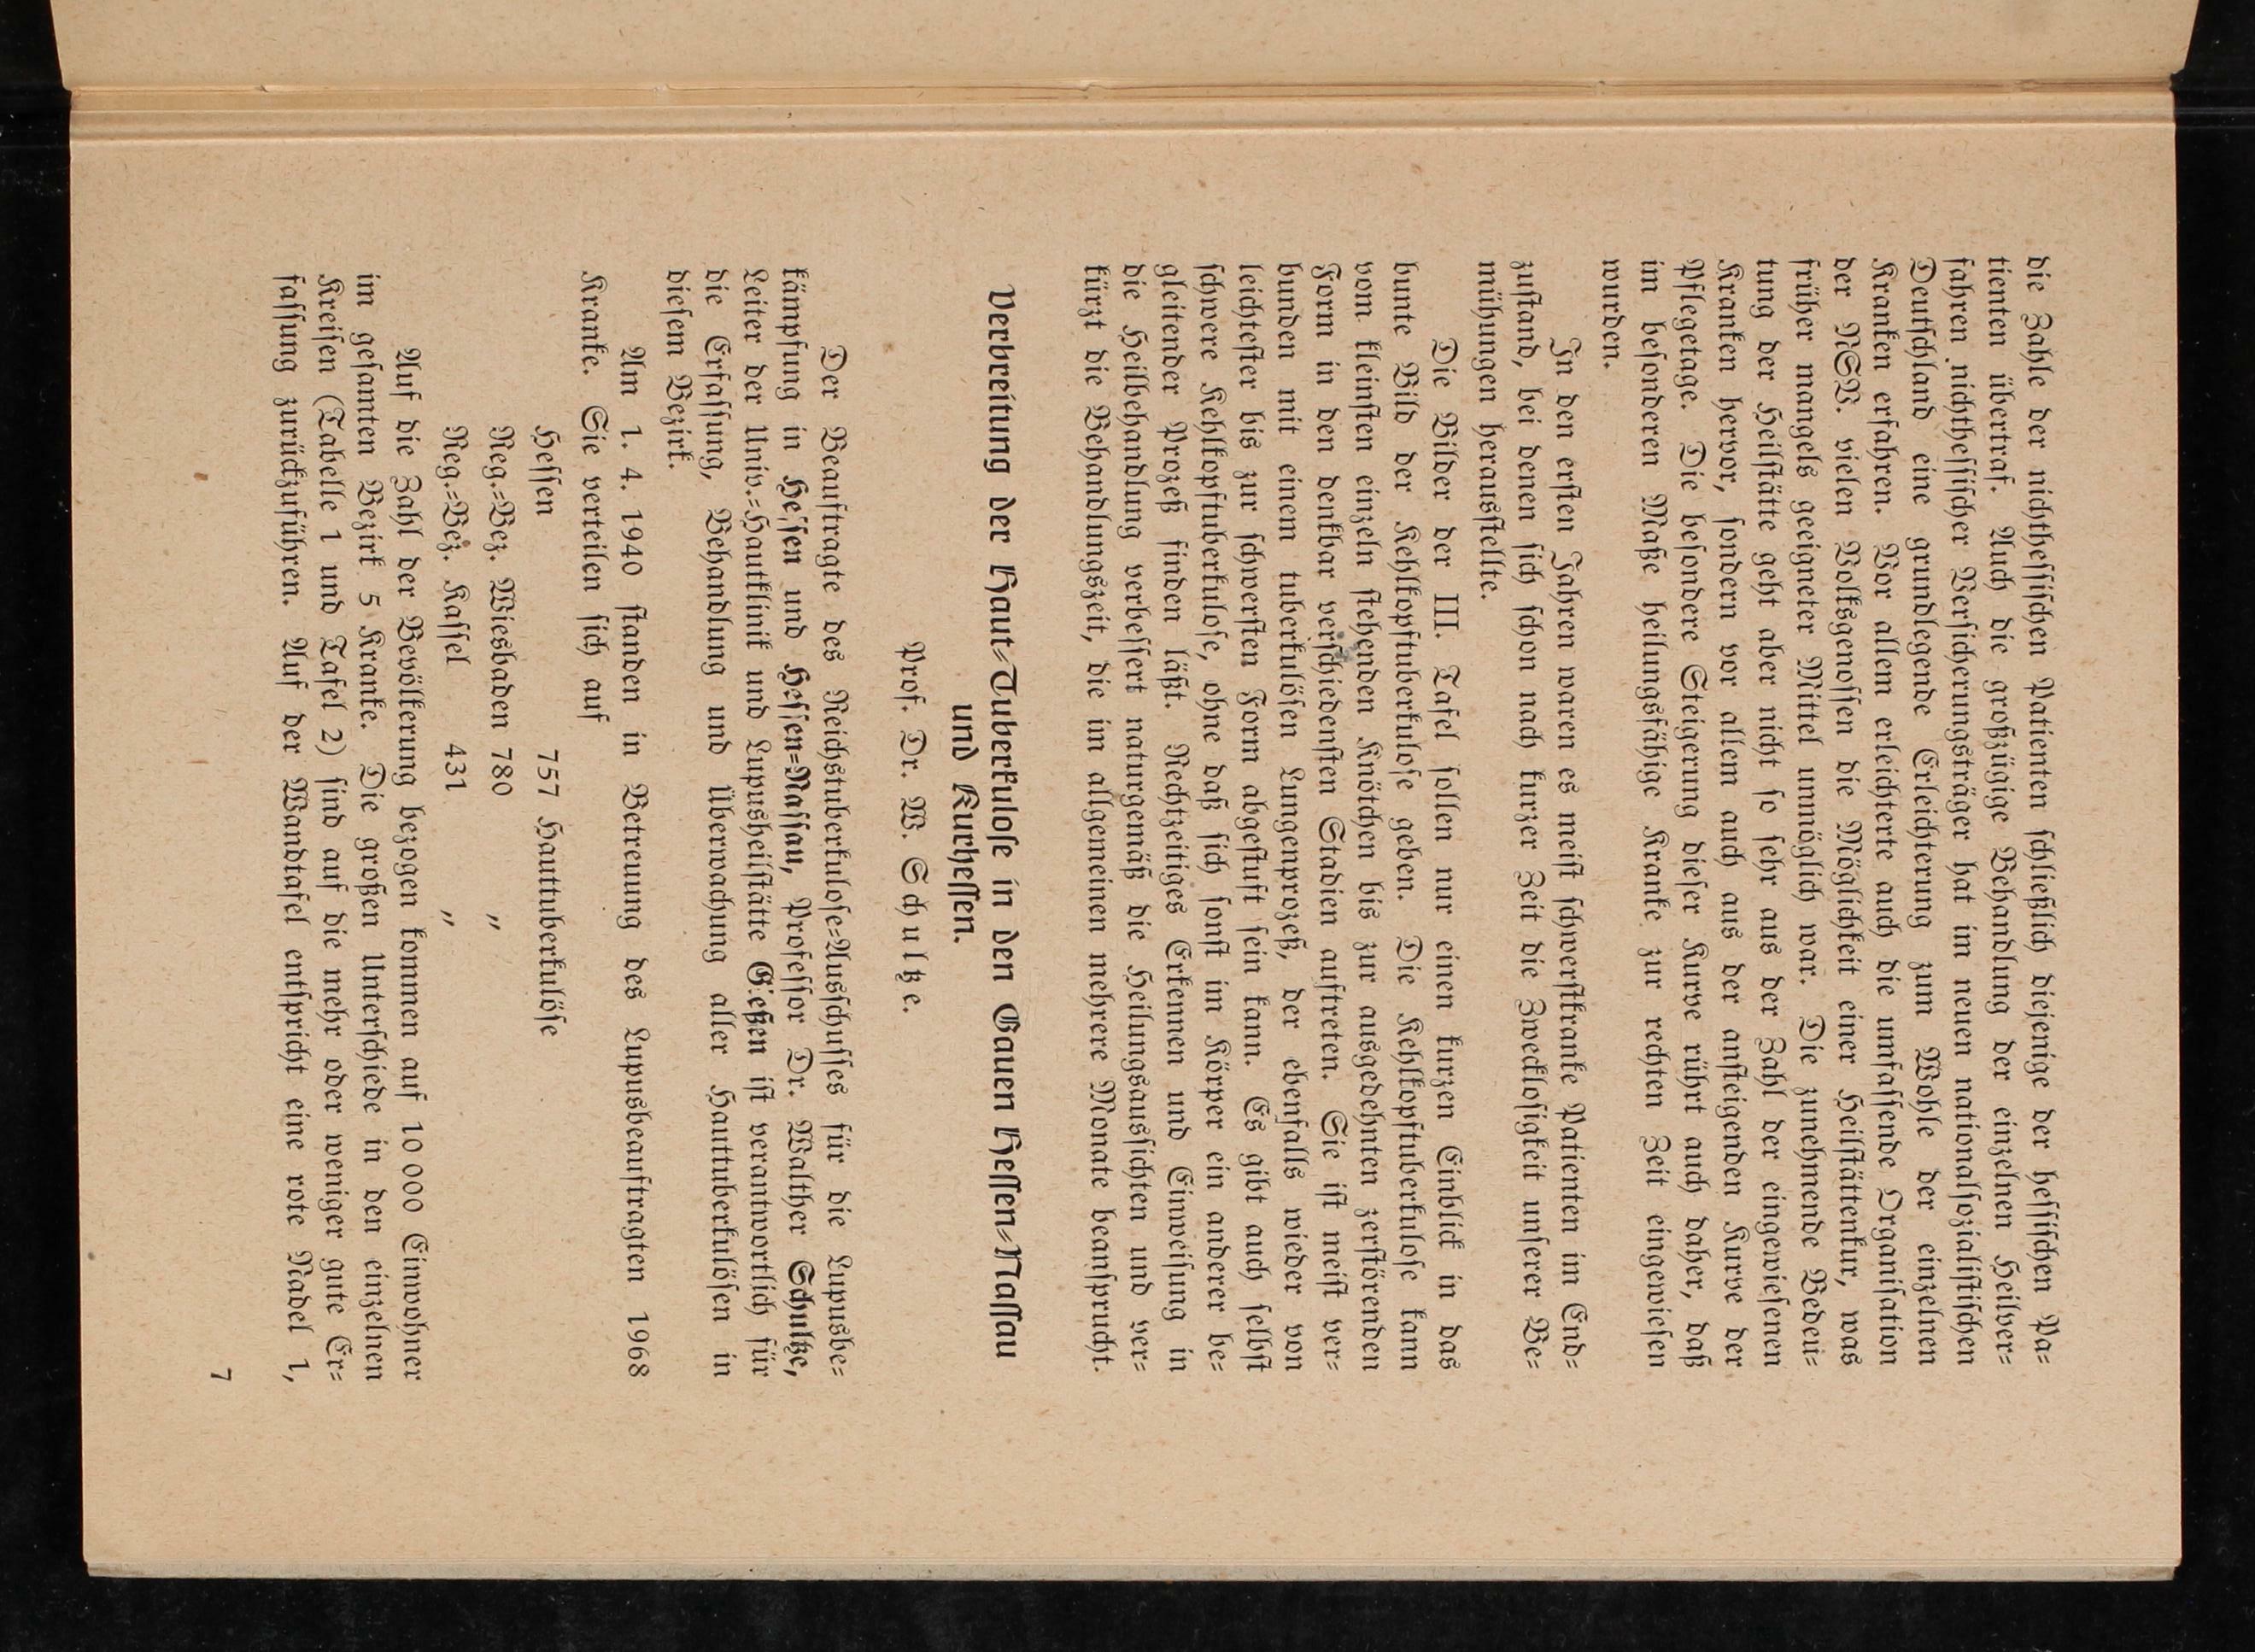 die Zahle der nichthessischen Patienten schließlich diejenige der hessischen Pa-
tienten übertraf. Auch die großzügige Behandlung der einzelnen Heilver-
fahren nichthessischer Versicherungsträger hat im neuen nationalsozialistischen
Deutschland eine grundlegende Erleichterung zum Wohle der einzelnen
Kranken erfahren. Vor allem erleichterte auch die umfassende Organisation
der NSV. vielen Volksgenossen die Möglichkeit einer Heilstättenkur, was
früher mangels geeigneter Mittel unmöglich war. Die zunehmende Bedeu-
tung der Heilstätte geht aber nicht so sehr aus der Zahl der eingewiesenen
Kranken hervor, sondern vor allem auch aus der ansteigenden Kurve der
Pflegetage. Die besondere Steigerung dieser Kurve rührt auch daher, daß
im besonderen Maße heilungsfähige Kranke zur rechten Zeit eingewiesen
wurden.
In den ersten Jahren waren es meist schwerstkranke Patienten im End-
zustand, bei denen sich schon nach kurzer Zeit die Zwecklosigkeit unserer Be-
mühungen herausstellte.
Die Bilder der III. Tafel sollen nur einen kurzen Einblick in das
bunte Bild der Kehlkopftuberkulose geben. Die Kehlkopftuberkulose kann
vom kleinsten einzeln stehenden Knötchen bis zur ausgedehnten zerstörenden
Form in den denkbar verschiedensten Stadien auftreten. Sie ist meist ver-
bunden mit einem tuberkulösen Lungenprozeß, der ebenfalls wieder von
leichtester bis zur schwersten Form abgestuft sein kann. Es gibt auch selbst
schwere Kehlkopftuberkulose, ohne daß sich sonst im Körper ein anderer be-
gleitender Prozeß finden läßt. Rechtzeitiges Erkennen und Einweisung in
die Heilbehandlung verbessert naturgemäß die Heilungsaussichten und ver-
kürzt die Behandlungszeit, die im allgemeinen mehrere Monate beansprucht.
Verbreitung der Haut-Tuberkulose in den Gauen Hessen-Nassau
und Kurhessen.
Prof. Dr. W. Schultze.
Der Beauftragte des Reichstuberkulose-Ausschusses für die Lupusbe-
kämpfung in Hessen und Hessen-Nassau, Professor Dr. Walther Schultze,
Leiter der Univ.-Hautklinik und Lupusheilstätte Gießen ist verantwortlich für
die Erfassung, Behandlung und Überwachung aller Hauttuberkulösen in
diesem Bezirk.
Am 1. 4. 1940 standen in Betreuung des Lupusbeauftragten 1968
Kranke. Sie verteilen sich auf
Hessen 757 Hauttuberkulöse
Reg.-Bez. Wiesbaden 780 „
Reg.-Bez. Kassel 431 „
Auf die Zahl der Bevölkerung bezogen kommen auf 10 000 Einwohner
im gesamten Bezirk 5 Kranke. Die großen Unterschiede in den einzelnen
Kreisen (Tabelle 1 und Tafel 2) sind auf die mehr oder weniger gute Er-
fassung zurückzuführen. Auf der Wandtafel entspricht eine rote Nadel 1,
7